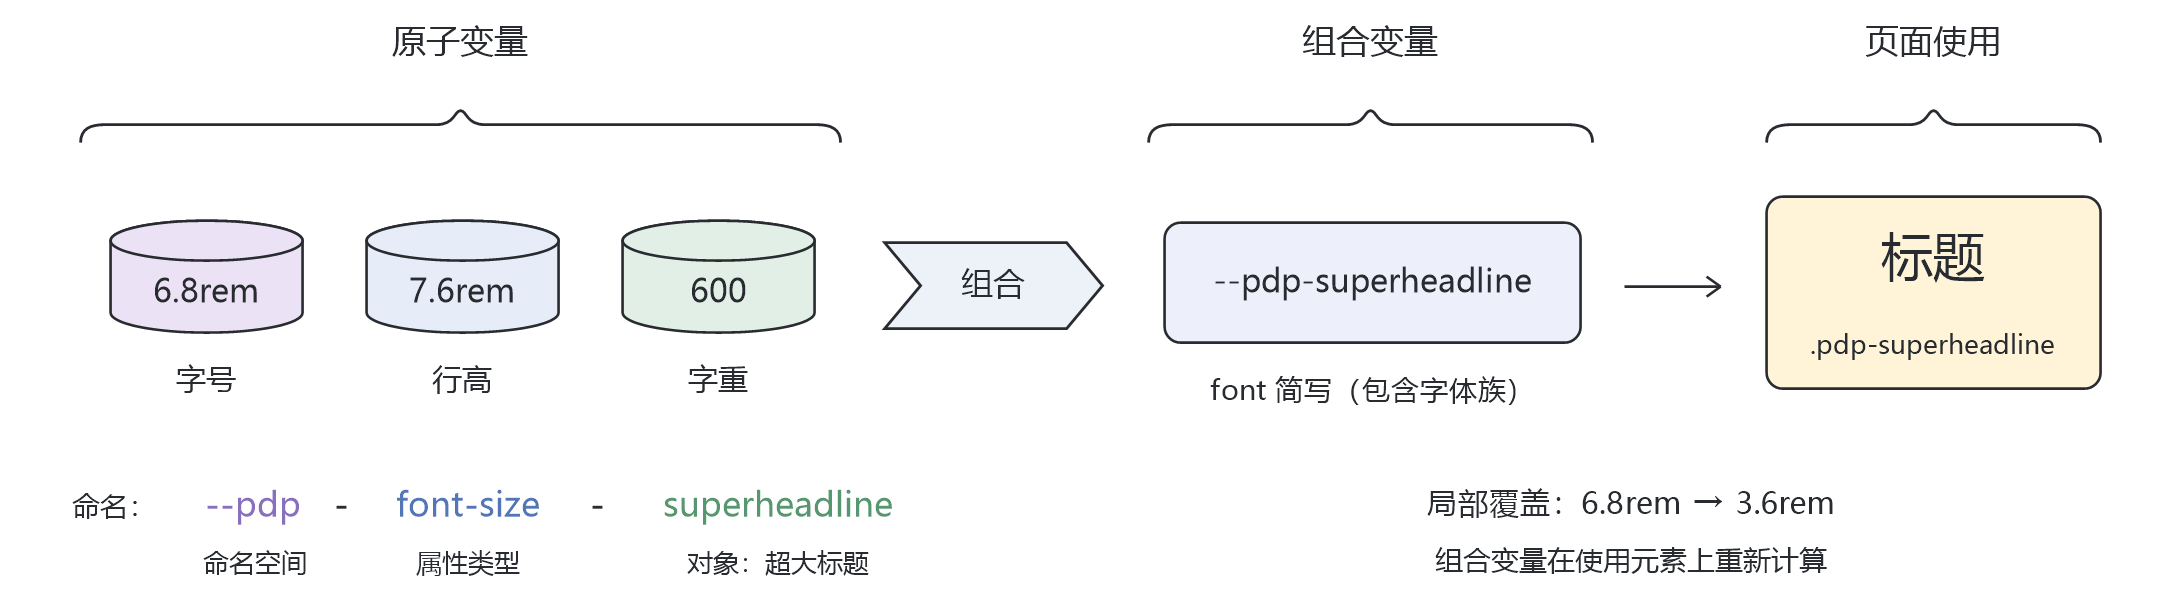 原子变量
组合变量
页面使用
6.8rem
7.6rem
600
组合
--pdp-superheadline
标题
.pdp-superheadline
字号
行高
字重
font 简写（包含字体族）
命名： --pdp - font-size - superheadline
命名空间
属性类型
对象：超大标题
局部覆盖：6.8rem → 3.6rem
组合变量在使用元素上重新计算